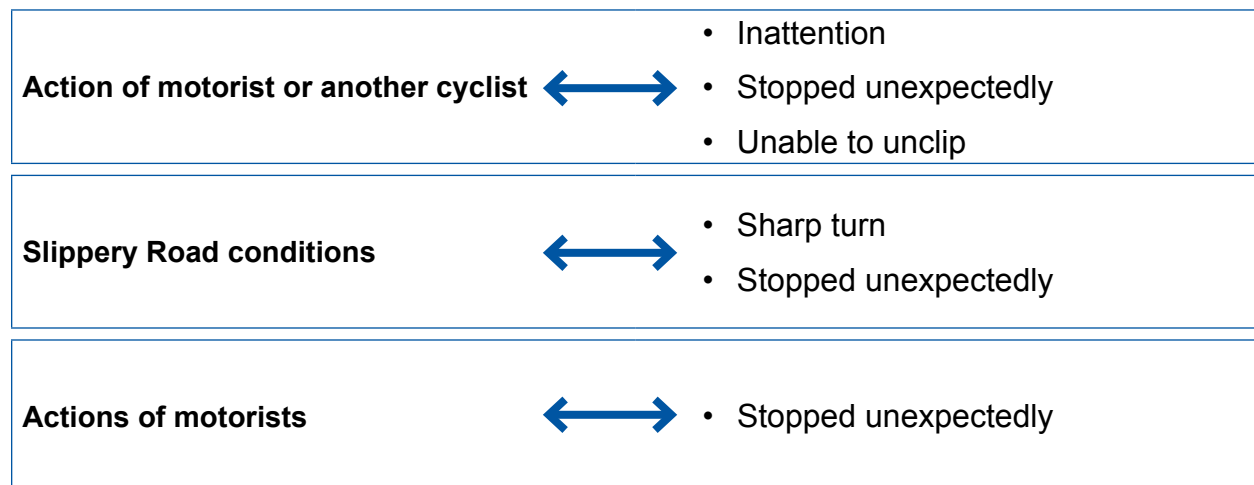 • Inattention
Action of motorist or another cyclist
• Stopped unexpectedly
• Unable to unclip
• Sharp turn
Slippery Road conditions
• Stopped unexpectedly
Actions of motorists
• Stopped unexpectedly